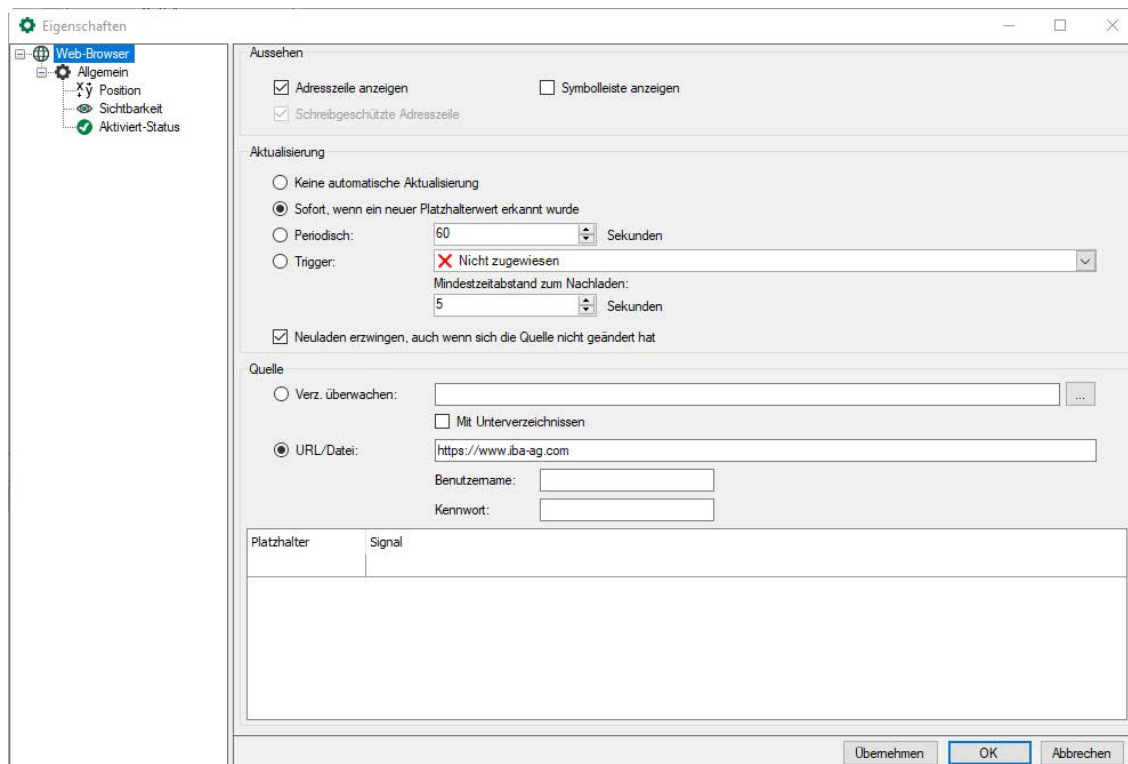 Eigenschaften
Web-Browser
Allgemein
Position
Sichtbarkeit
Aktiviert-Status
Aussehen
Adresszeile anzeigen
Symbolleiste anzeigen
Schreibgeschützte Adresszeile
Aktualisierung
Keine automatische Aktualisierung
Sofort, wenn ein neuer Platzhalterwert erkannt wurde
Periodisch: 60 Sekunden
Trigger: Nicht zugewiesen
Mindestzeitabstand zum Nachladen:
5 Sekunden
Neuladen erzwingen, auch wenn sich die Quelle nicht geändert hat
Quelle
Verz. überwachen: ...
Mit Unterverzeichnissen
URL/Datei: https://www.iba-ag.com
Benutzername:
Kennwort:
Platzhalter Signal
Übernehmen OK Abbrechen